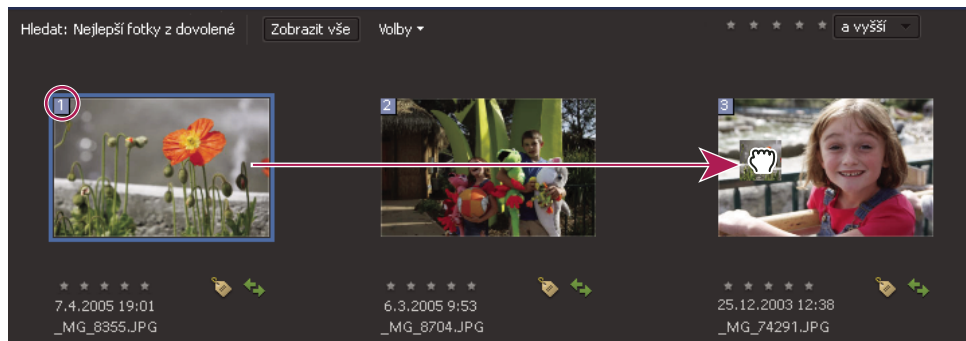 Hledat: Nejlepší fotky z dovolené Zobrazit vše Volby a vyšší
1 2 3
7.4.2005 19:01 6.3.2005 9:53 25.12.2003 12:38
_MG_8355.JPG _MG_8704.JPG _MG_74291.JPG